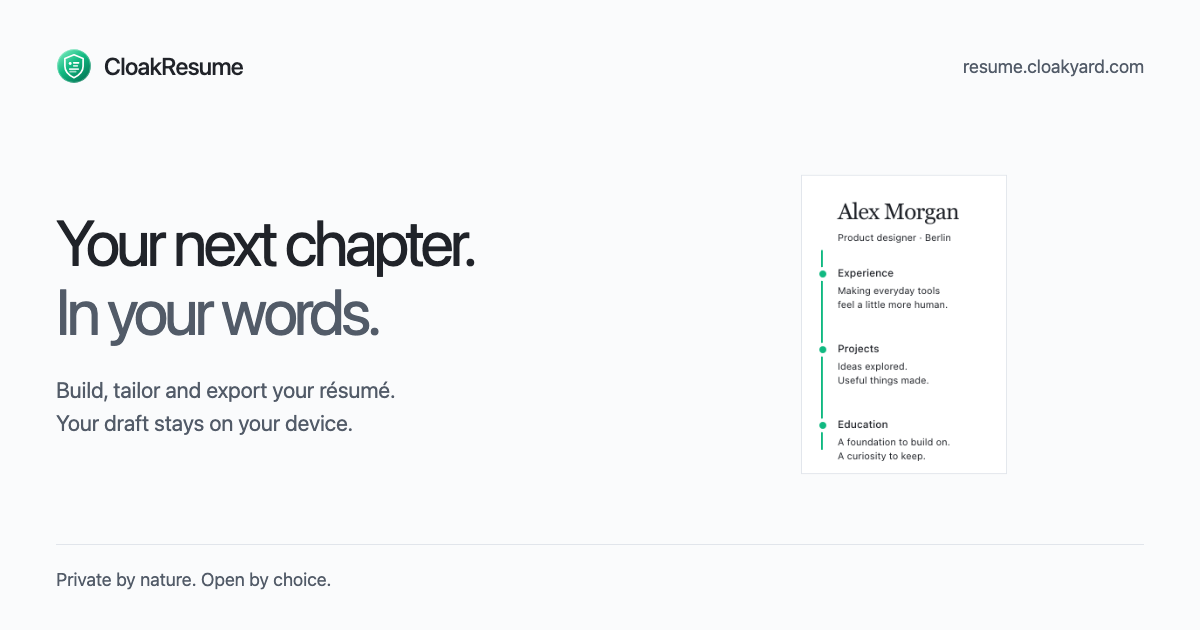 CloakResume
resume.cloakyard.com
Your next chapter.
In your words.
Build, tailor and export your résumé.
Your draft stays on your device.
Alex Morgan
Product designer · Berlin
Experience
Making everyday tools
feel a little more human.
Projects
Ideas explored.
Useful things made.
Education
A foundation to build on.
A curiosity to keep.
Private by nature. Open by choice.